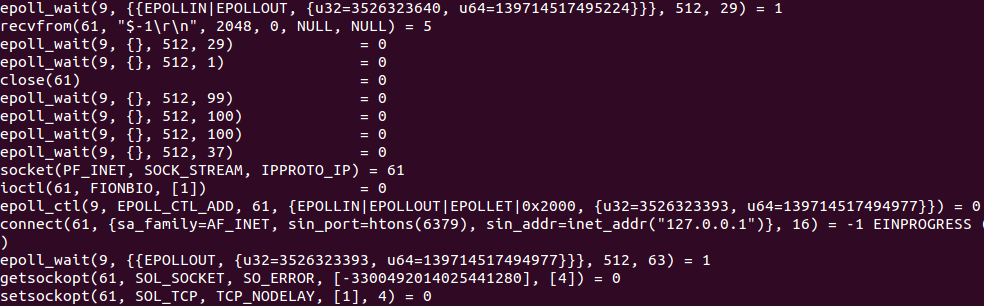 epoll_wait(9, {{EPOLLIN|EPOLLOUT, {u32=3526323640, u64=139714517495224}}}, 512, 29) = 1
recvfrom(61, "$-1\r\n", 2048, 0, NULL, NULL) = 5
epoll_wait(9, {}, 512, 29) = 0
epoll_wait(9, {}, 512, 1) = 0
close(61) = 0
epoll_wait(9, {}, 512, 99) = 0
epoll_wait(9, {}, 512, 100) = 0
epoll_wait(9, {}, 512, 100) = 0
epoll_wait(9, {}, 512, 37) = 0
socket(PF_INET, SOCK_STREAM, IPPROTO_IP) = 61
ioctl(61, FIONBIO, [1]) = 0
epoll_ctl(9, EPOLL_CTL_ADD, 61, {EPOLLIN|EPOLLOUT|EPOLLET|0x2000, {u32=3526323393, u64=139714517494977}}) = 0
connect(61, {sa_family=AF_INET, sin_port=htons(6379), sin_addr=inet_addr("127.0.0.1")}, 16) = -1 EINPROGRESS (
)
epoll_wait(9, {{EPOLLOUT, {u32=3526323393, u64=139714517494977}}}, 512, 63) = 1
getsockopt(61, SOL_SOCKET, SO_ERROR, [-3300492014025441280], [4]) = 0
setsockopt(61, SOL_TCP, TCP_NODELAY, [1], 4) = 0